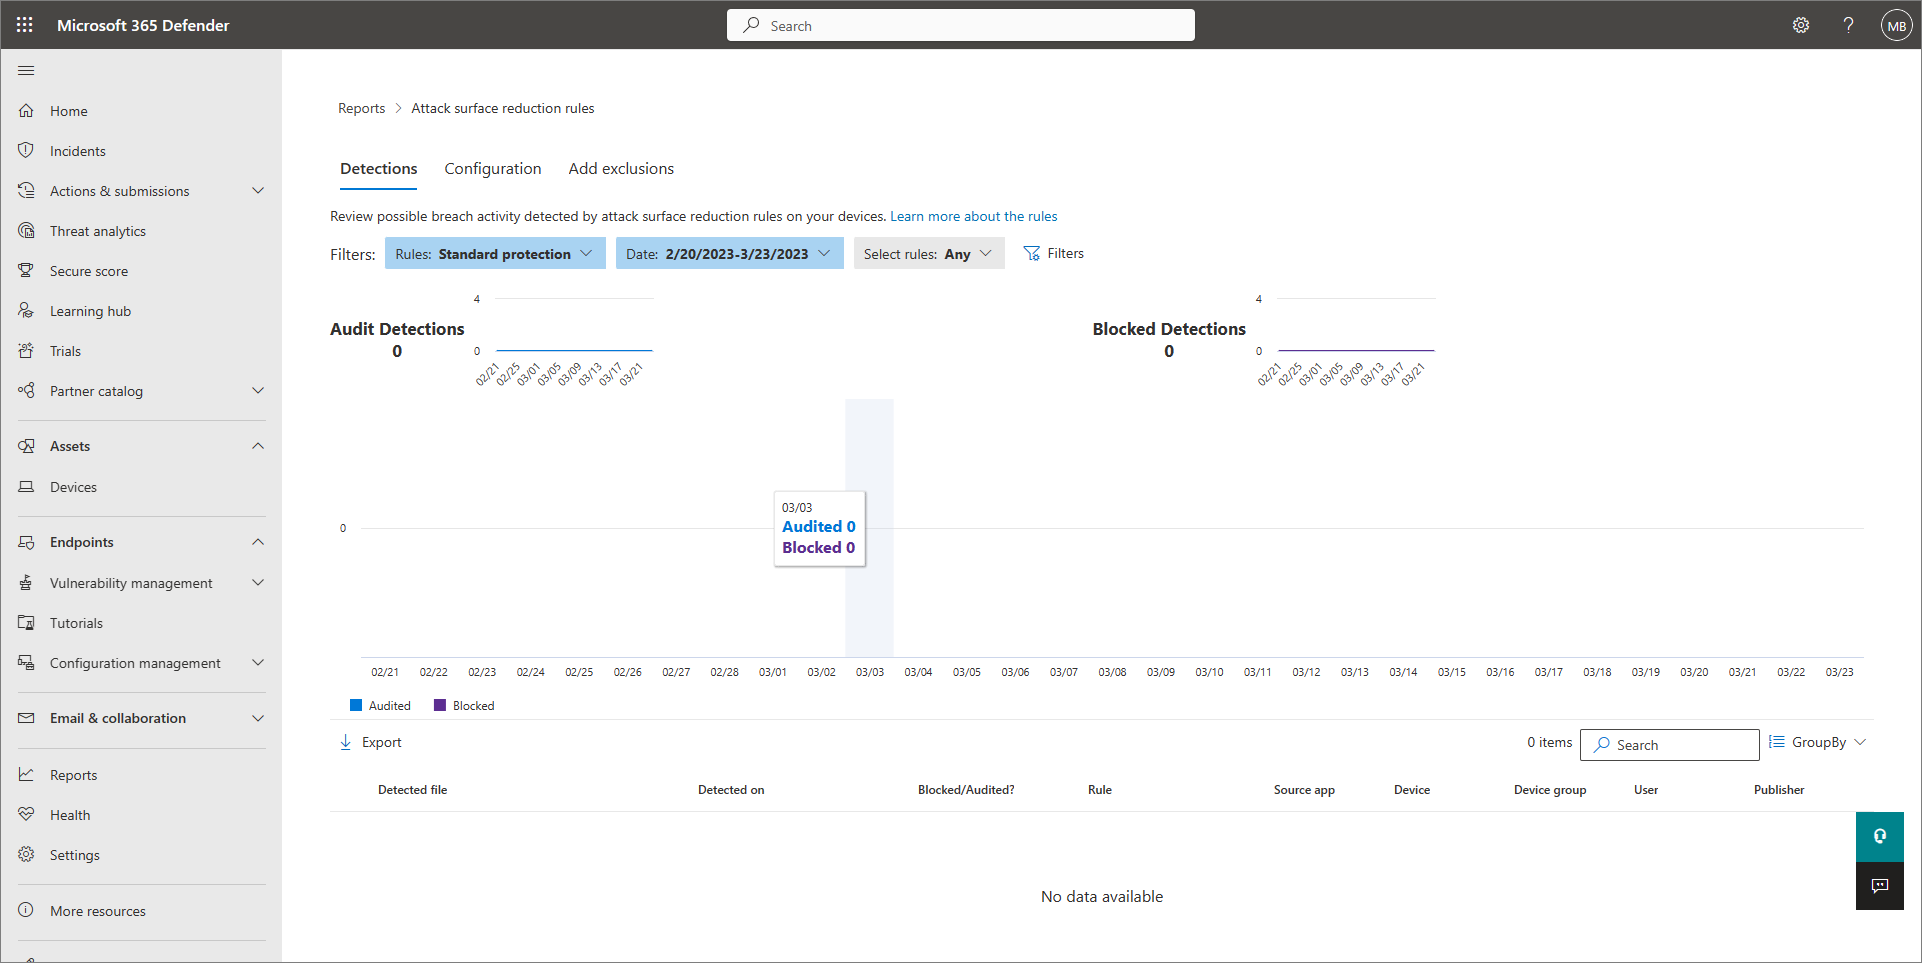 Microsoft 365 Defender
Search
MB
Home
Incidents
Actions & submissions
Threat analytics
Secure score
Learning hub
Trials
Partner catalog
Assets
Devices
Endpoints
Vulnerability management
Tutorials
Configuration management
Email & collaboration
Reports
Health
Settings
More resources
Reports > Attack surface reduction rules
Detections Configuration Add exclusions
Review possible breach activity detected by attack surface reduction rules on your devices. Learn more about the rules
Filters: Rules: Standard protection Date: 2/20/2023-3/23/2023 Select rules: Any Filters
Audit Detections
0
4
0
02/21 02/25 03/01 03/05 03/09 03/13 03/17 03/21
Blocked Detections
0
4
0
02/21 02/25 03/01 03/05 03/09 03/13 03/17 03/21
0
03/03
Audited 0
Blocked 0
02/21 02/22 02/23 02/24 02/25 02/26 02/27 02/28 03/01 03/02 03/03 03/04 03/05 03/06 03/07 03/08 03/09 03/10 03/11 03/12 03/13 03/14 03/15 03/16 03/17 03/18 03/19 03/20 03/21 03/22 03/23
Audited Blocked
Export
0 items Search GroupBy
Detected file Detected on Blocked/Audited? Rule Source app Device Device group User Publisher
No data available